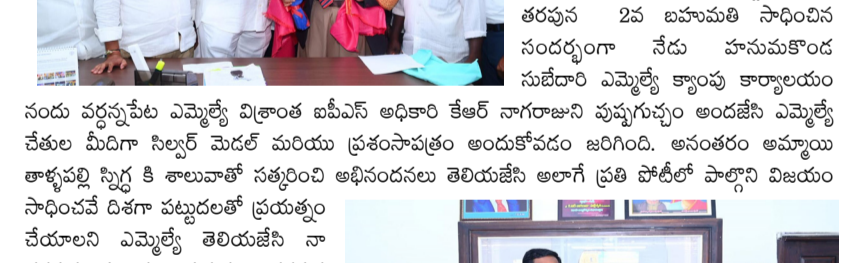 తరపున 2వ బహుమతి సాధించిన
సందర్భంగా నేడు హనుమకొండ
సుబేదారి ఎమ్మెల్యే క్యాంపు కార్యాలయం
నందు వర్ధన్నపేట ఎమ్మెల్యే విశ్రాంత ఐపీఎస్ అధికారి కేఆర్ నాగరాజుని పుష్పగుచ్ఛం అందజేసి ఎమ్మెల్యే
చేతుల మీదిగా సిల్వర్ మెడల్ మరియు ప్రశంసాపత్రం అందుకోవడం జరిగింది. అనంతరం అమ్మాయి
తాళ్ళపల్లి స్నిగ్ధ కి శాలువాతో సత్కరించి అభినందనలు తెలియజేసి అలాగే ప్రతి పోటీలో పాల్గొని విజయం
సాధించవే దిశగా పట్టుదలతో ప్రయత్నం
చేయాలని ఎమ్మెల్యే తెలియజేసి నా